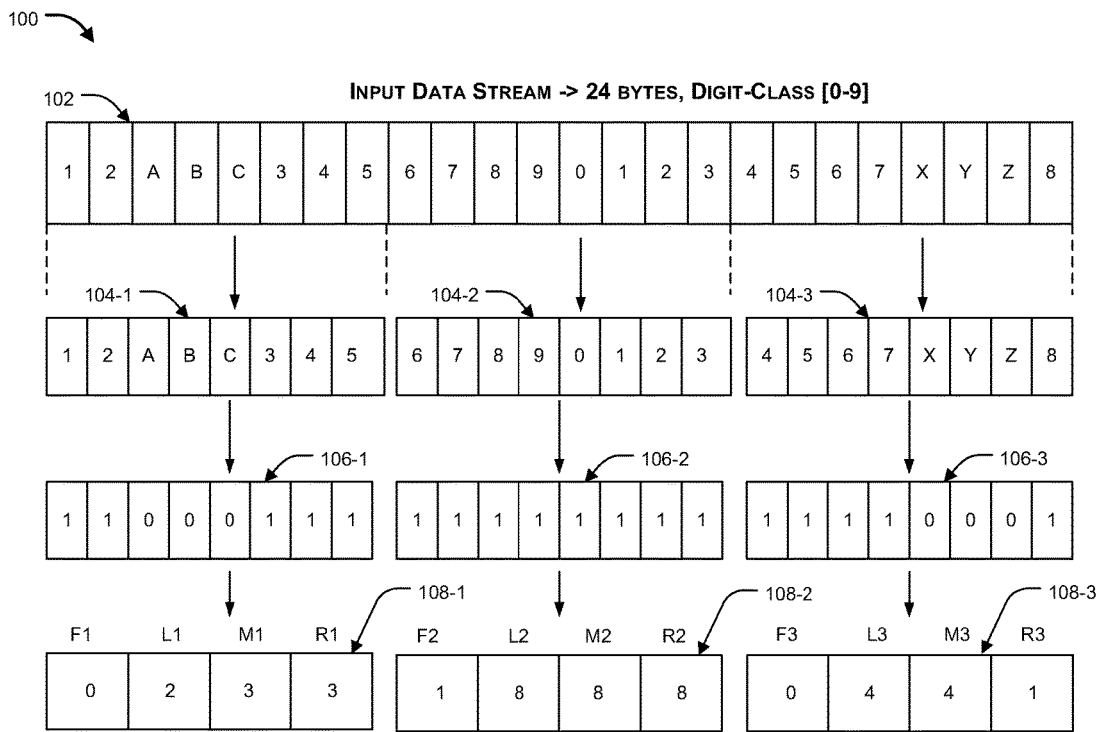 100
INPUT DATA STREAM -> 24 BYTES, DIGIT-CLASS [0-9]
102
1 2 A B C 3 4 5 6 7 8 9 0 1 2 3 4 5 6 7 X Y Z 8
104-1 104-2 104-3
1 2 A B C 3 4 5 6 7 8 9 0 1 2 3 4 5 6 7 X Y Z 8
106-1 106-2 106-3
1 1 0 0 0 1 1 1 1 1 1 1 1 1 1 1 1 1 1 1 0 0 0 1
108-1 108-2 108-3
F1 L1 M1 R1 F2 L2 M2 R2 F3 L3 M3 R3
0 2 3 3 1 8 8 8 0 4 4 1